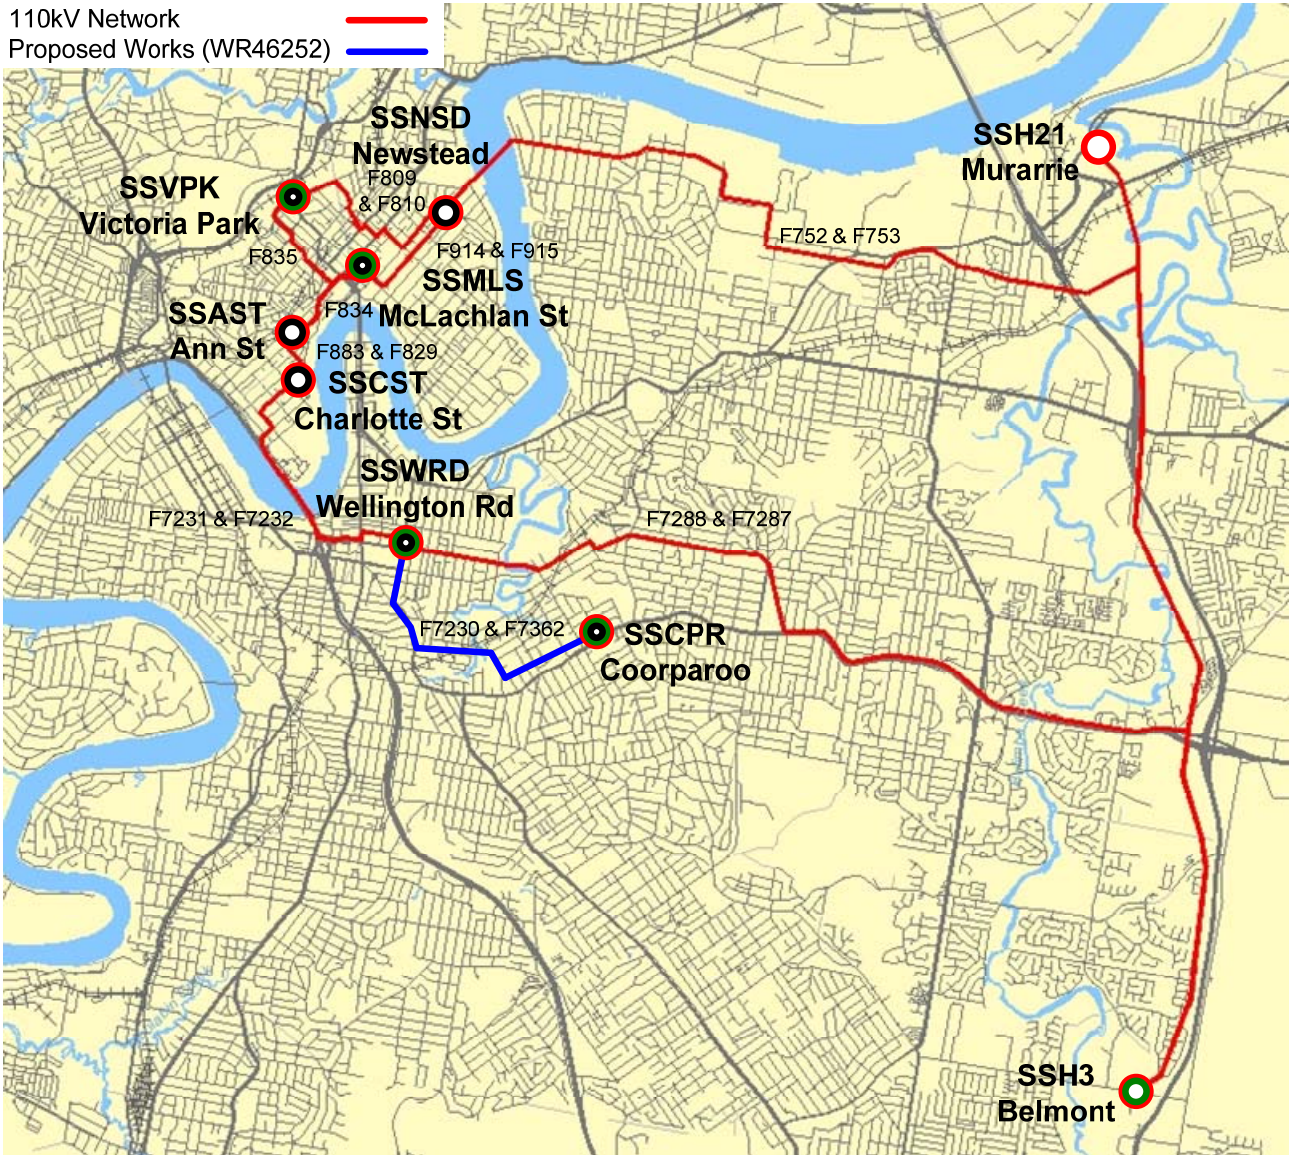 110kV Network
Proposed Works (WR46252)
SSNSD
Newstead
SSH21
Murarrie
F809
& F810
SSVPK
Victoria Park
F835
F914 & F915
F752 & F753
SSMLS
McLachlan St
SSAST
Ann St
F834
F883 & F829
SSCST
Charlotte St
SSWRD
Wellington Rd
F7231 & F7232
F7288 & F7287
F7230 & F7362
SSCPR
Coorparoo
SSH3
Belmont